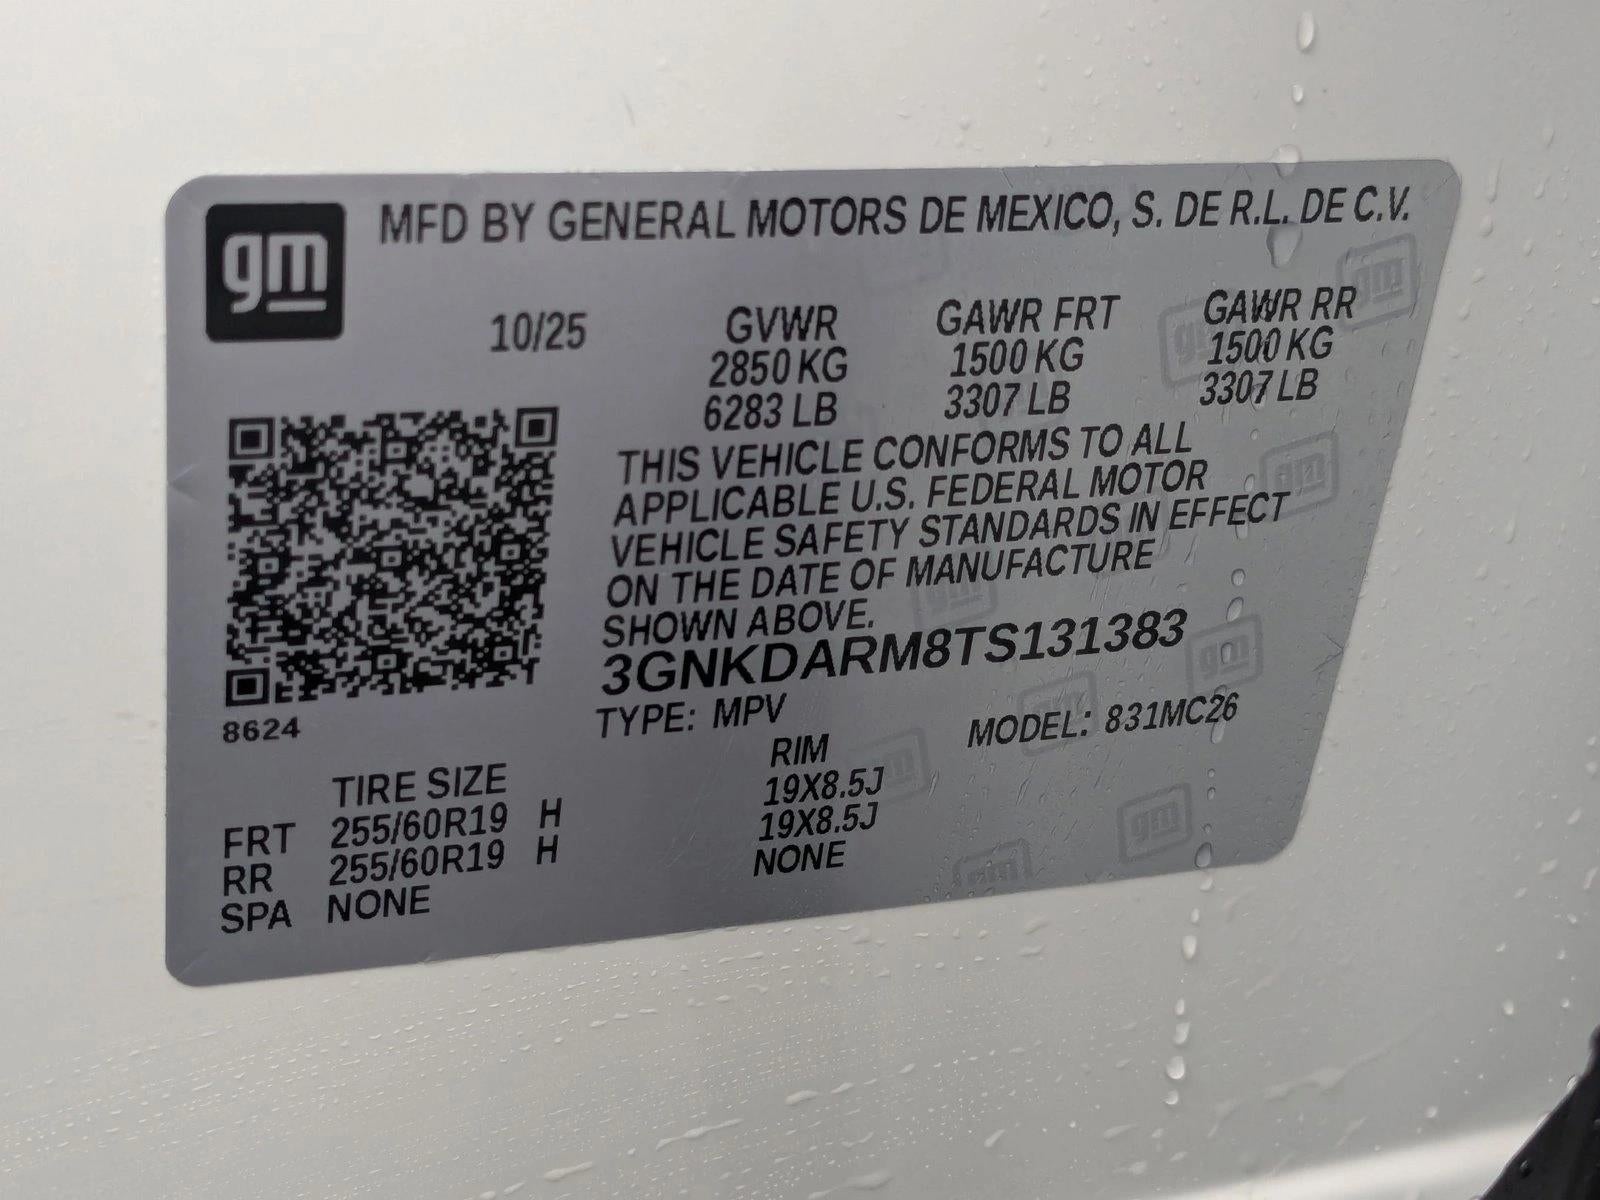 gm MFD BY GENERAL MOTORS DE MEXICO, S. DE R.L. DE C.V.
10/25 GVWR GAWR FRT GAWR RR
2850 KG 1500 KG 1500 KG
6283 LB 3307 LB 3307 LB
THIS VEHICLE CONFORMS TO ALL
APPLICABLE U.S. FEDERAL MOTOR
VEHICLE SAFETY STANDARDS IN EFFECT
ON THE DATE OF MANUFACTURE
SHOWN ABOVE.
3GNKDARM8TS131383
8624 TYPE: MPV MODEL: 831MC26
TIRE SIZE RIM
FRT 255/60R19 H 19X8.5J
RR 255/60R19 H 19X8.5J
SPA NONE NONE